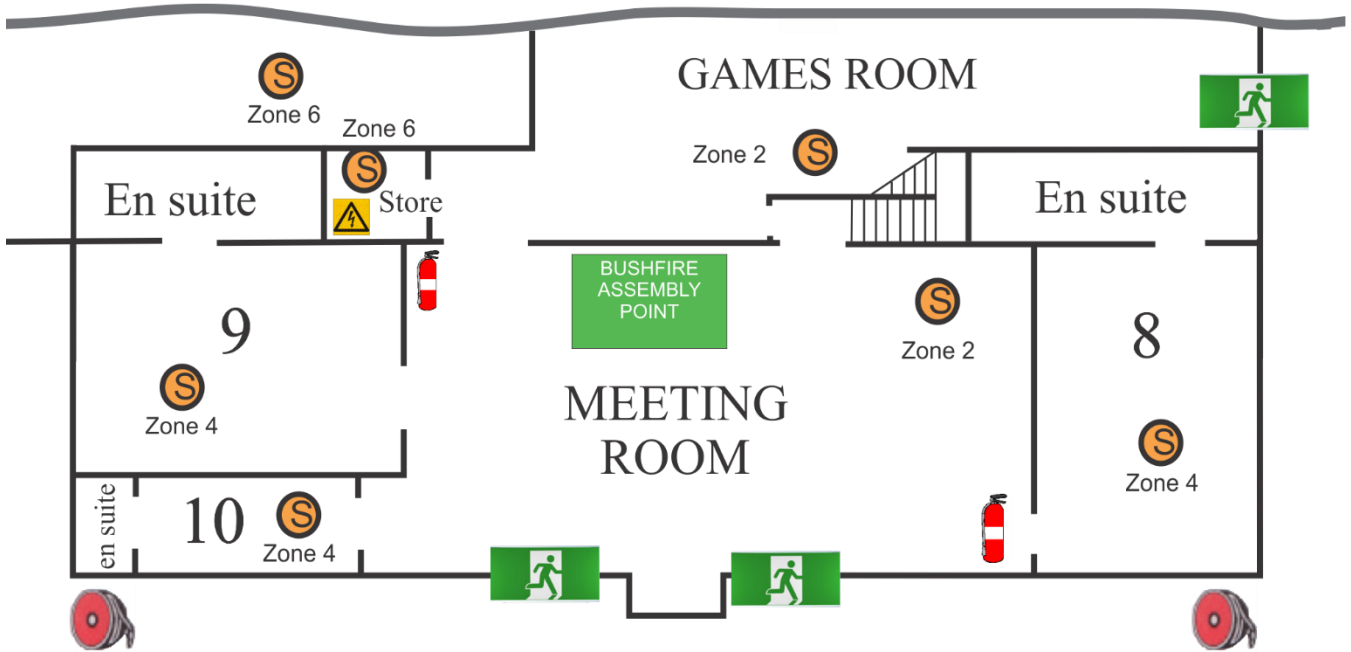 S
Zone 6
GAMES ROOM
Zone 6
S
Zone 2
S
En suite
Store
En suite
BUSHFIRE
ASSEMBLY
POINT
9
S
Zone 2
8
S
Zone 4
MEETING
ROOM
S
Zone 4
en suite
10
S
Zone 4